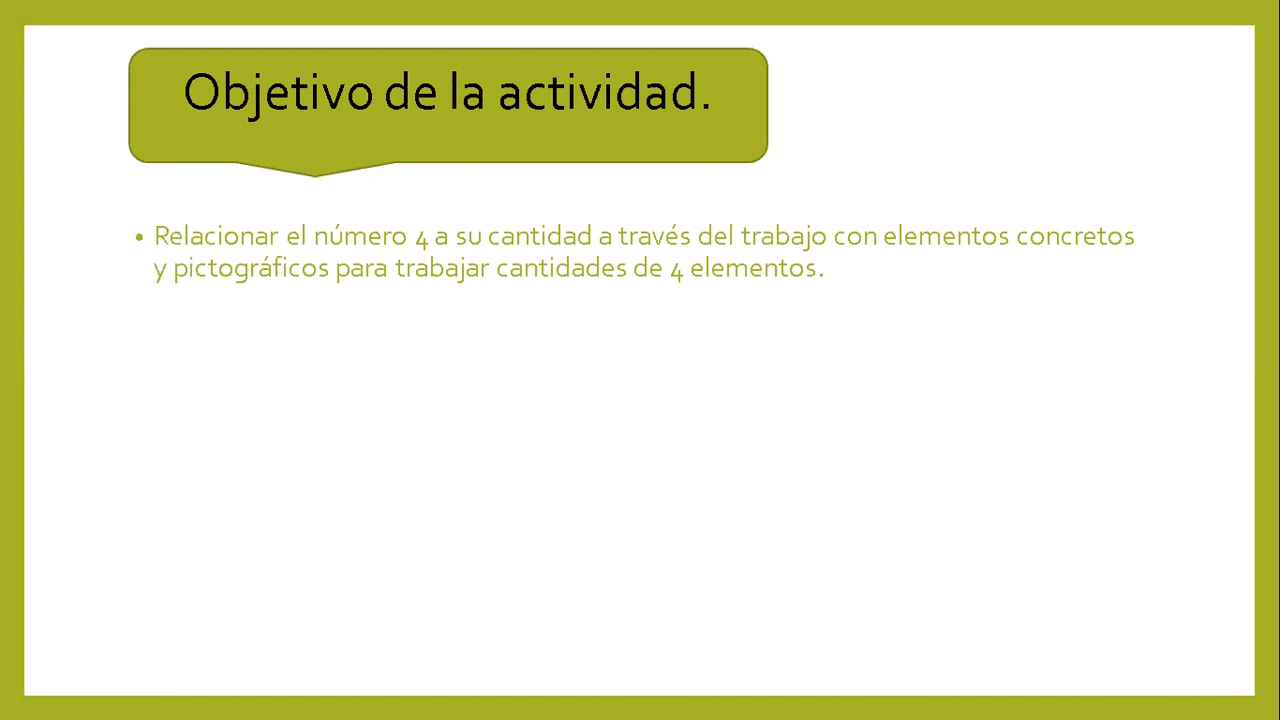 Objetivo de la actividad.
• Relacionar el número 4 a su cantidad a través del trabajo con elementos concretos
y pictográficos para trabajar cantidades de 4 elementos.